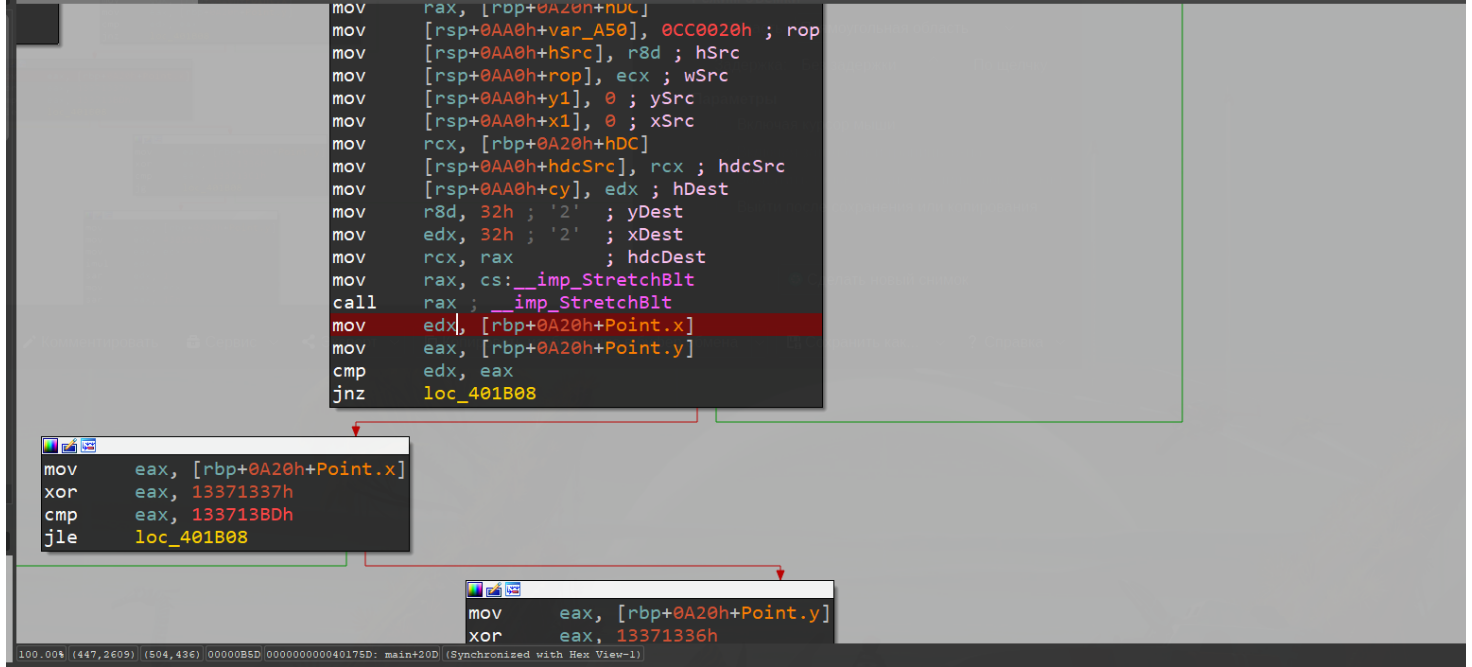 mov rax, [rbp+0A20h+hDC]
mov [rsp+0AA0h+var_A50], 0CC0020h ; rop
mov [rsp+0AA0h+hSrc], r8d ; hSrc
mov [rsp+0AA0h+rop], ecx ; wSrc
mov [rsp+0AA0h+y1], 0 ; ySrc
mov [rsp+0AA0h+x1], 0 ; xSrc
mov rcx, [rbp+0A20h+hDC]
mov [rsp+0AA0h+hdcSrc], rcx ; hdcSrc
mov [rsp+0AA0h+cy], edx ; hDest
mov r8d, 32h ; '2' ; yDest
mov edx, 32h ; '2' ; xDest
mov rcx, rax ; hdcDest
mov rax, cs:__imp_StretchBlt
call rax ; __imp_StretchBlt
mov edx, [rbp+0A20h+Point.x]
mov eax, [rbp+0A20h+Point.y]
cmp edx, eax
jnz loc_401B08
mov eax, [rbp+0A20h+Point.x]
xor eax, 13371337h
cmp eax, 133713BDh
jle loc_401B08
mov eax, [rbp+0A20h+Point.y]
xor eax, 13371336h
100.00% (447,2609) (504,436) 00000B5D 000000000040175D: main+20D (Synchronized with Hex View-1)